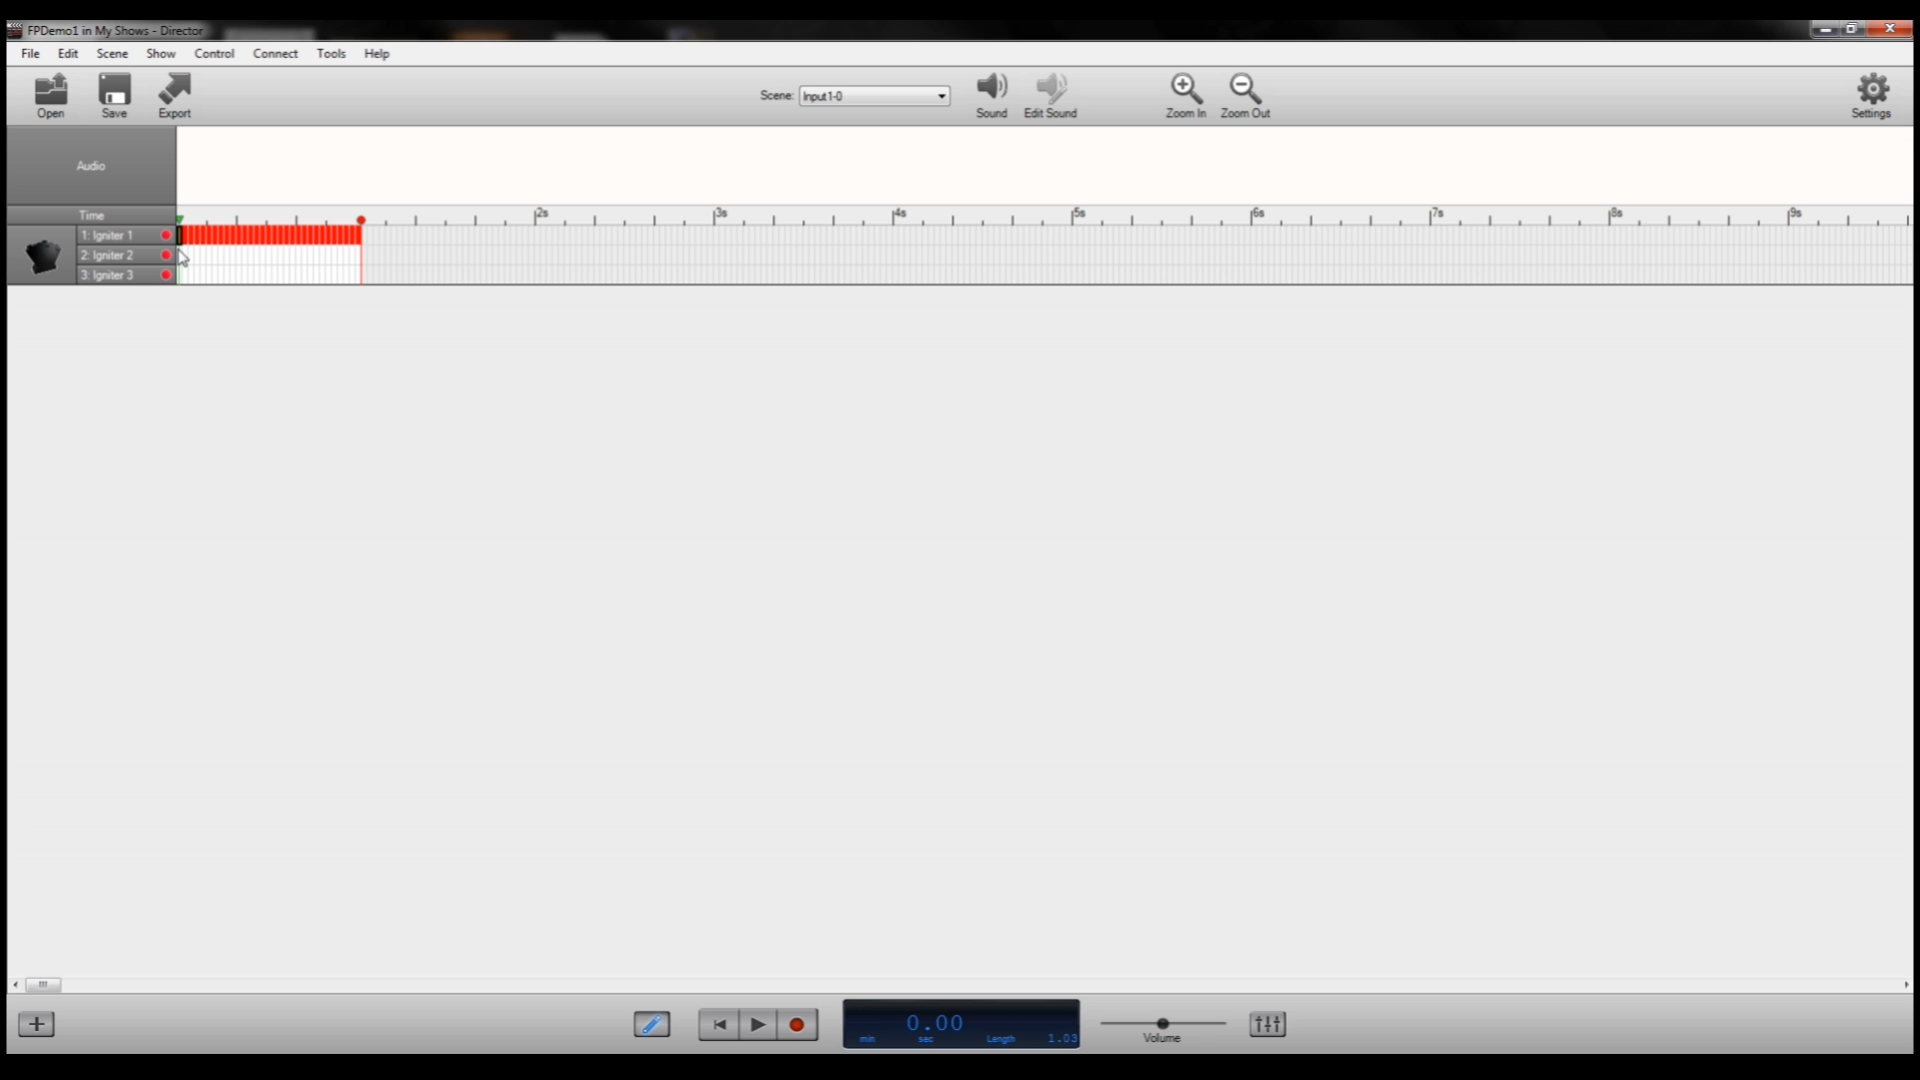 FPDemo1 in My Shows - Director
File Edit Scene Show Control Connect Tools Help
Open Save Export Scene: Input1-0 Sound Edit Sound Zoom In Zoom Out Settings
Audio
Time 2s 3s 4s 5s 6s 7s 8s 9s
1: Igniter 1
2: Igniter 2
3: Igniter 3
0.00
min sec Length 1.03
Volume